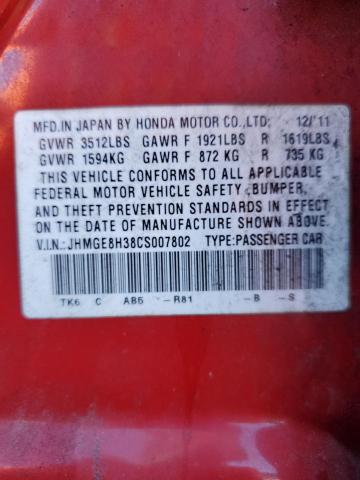 MFD.IN JAPAN BY HONDA MOTOR CO.,LTD: 12/'11
GVWR 3512LBS GAWR F 1921LBS R 1619LBS
GVWR 1594KG GAWR F 872 KG R 735 KG
THIS VEHICLE CONFORMS TO ALL APPLICABLE
FEDERAL MOTOR VEHICLE SAFETY, BUMPER,
AND THEFT PREVENTION STANDARDS IN EFFECT
ON THE DATE OF MANUFACTURE SHOWN ABOVE.
V.I.N.: JHMGE8H38CS007802 TYPE:PASSENGER CAR
TK6 C AB5 -R81 -B -S